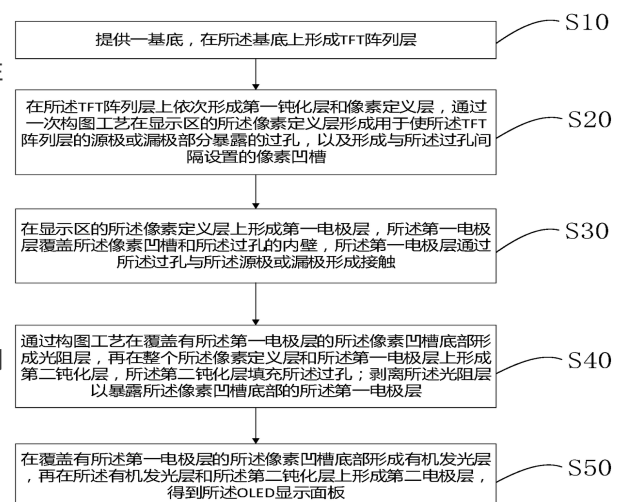 提供一基底，在所述基底上形成TFT阵列层
S10
在所述TFT阵列层上依次形成第一钝化层和像素定义层，通过
一次构图工艺在显示区的所述像素定义层形成用于使所述TFT
阵列层的源极或漏极部分暴露的过孔，以及形成与所述过孔间
隔设置的像素凹槽
S20
在显示区的所述像素定义层上形成第一电极层，所述第一电极
层覆盖所述像素凹槽和所述过孔的内壁，所述第一电极层通过
所述过孔与所述源极或漏极形成接触
S30
通过构图工艺在覆盖有所述第一电极层的所述像素凹槽底部形
成光阻层，再在整个所述像素定义层和所述第一电极层上形成
第二钝化层，所述第二钝化层填充所述过孔；剥离所述光阻层
以暴露所述像素凹槽底部的所述第一电极层
S40
在覆盖有所述第一电极层的所述像素凹槽底部形成有机发光层
，再在所述有机发光层和所述第二钝化层上形成第二电极层，
得到所述OLED显示面板
S50